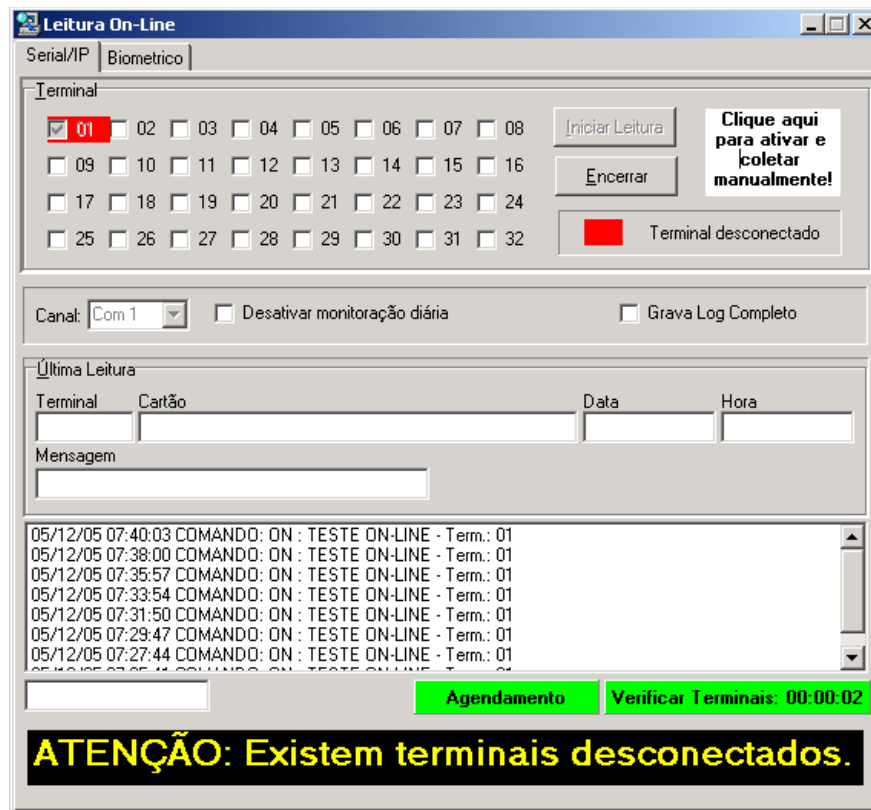 Leitura On-Line
Serial/IP Biometrico
Terminal
01 02 03 04 05 06 07 08
09 10 11 12 13 14 15 16
17 18 19 20 21 22 23 24
25 26 27 28 29 30 31 32
Iniciar Leitura
Encerrar
Clique aqui
para ativar e
coletar
manualmente!
Terminal desconectado
Canal: Com 1 Desativar monitoração diária Grava Log Completo
Última Leitura
Terminal Cartão Data Hora
Mensagem
05/12/05 07:40:03 COMANDO: ON : TESTE ON-LINE - Term.: 01
05/12/05 07:38:00 COMANDO: ON : TESTE ON-LINE - Term.: 01
05/12/05 07:35:57 COMANDO: ON : TESTE ON-LINE - Term.: 01
05/12/05 07:33:54 COMANDO: ON : TESTE ON-LINE - Term.: 01
05/12/05 07:31:50 COMANDO: ON : TESTE ON-LINE - Term.: 01
05/12/05 07:29:47 COMANDO: ON : TESTE ON-LINE - Term.: 01
05/12/05 07:27:44 COMANDO: ON : TESTE ON-LINE - Term.: 01
Agendamento Verificar Terminais: 00:00:02
ATENÇÃO: Existem terminais desconectados.